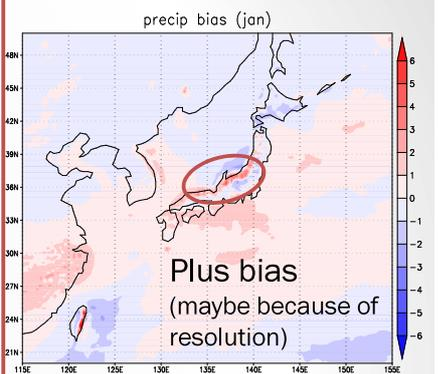 precip bias (jan)
48N
45N
42N
39N
36N
33N
30N
27N
24N
21N
115E
120E
125E
130E
135E
140E
145E
150E
155E
6
5
4
3
2
1
0
-1
-2
-3
-4
-5
-6
Plus bias
(maybe because of
resolution)